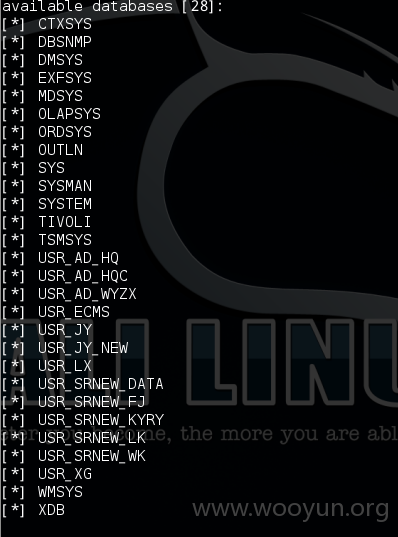 available databases [28]:
[*] CTXSYS
[*] DBSNMP
[*] DMSYS
[*] EXFSYS
[*] MDSYS
[*] OLAPSYS
[*] ORDSYS
[*] OUTLN
[*] SYS
[*] SYSMAN
[*] SYSTEM
[*] TIVOLI
[*] TSMSYS
[*] USR_AD_HQ
[*] USR_AD_HQC
[*] USR_AD_WYZX
[*] USR_ECMS
[*] USR_JY
[*] USR_JY_NEW
[*] USR_LX
[*] USR_SRNEW_DATA
[*] USR_SRNEW_FJ
[*] USR_SRNEW_KYRY
[*] USR_SRNEW_LK
[*] USR_SRNEW_WK
[*] USR_XG
[*] WMSYS
[*] XDB
ALI LINU
become, the more you are abl
www.wooyun.org